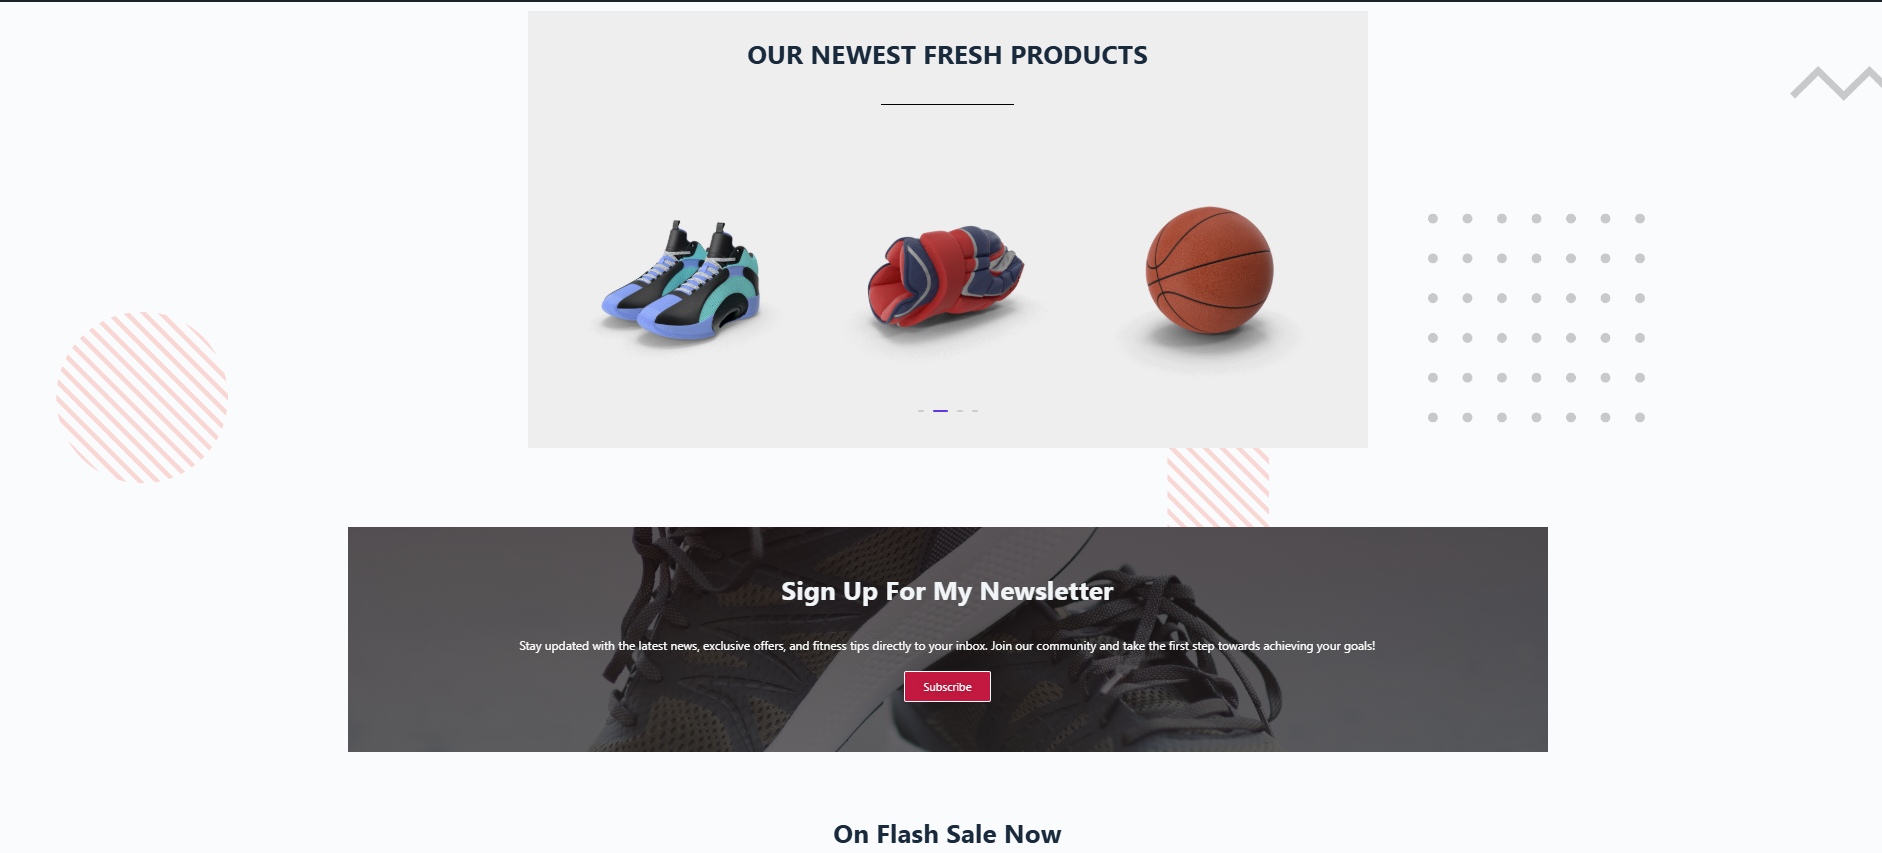 OUR NEWEST FRESH PRODUCTS
Sign Up For My Newsletter
Stay updated with the latest news, exclusive offers, and fitness tips directly to your inbox. Join our community and take the first step towards achieving your goals!
Subscribe
On Flash Sale Now